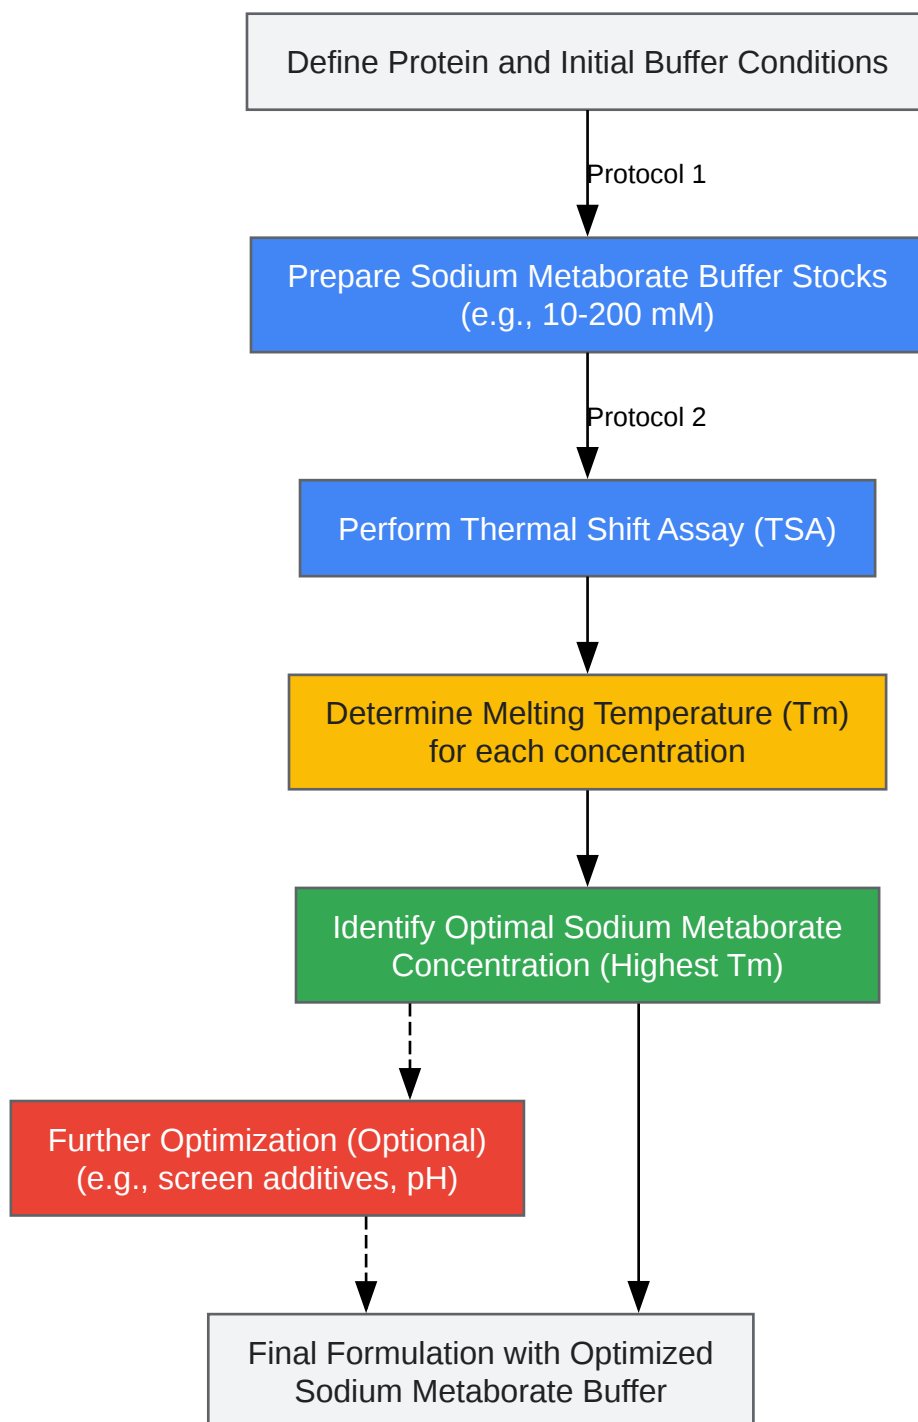 Define Protein and Initial Buffer Conditions
Protocol 1
Prepare Sodium Metaborate Buffer Stocks
(e.g., 10-200 mM)
Protocol 2
Perform Thermal Shift Assay (TSA)
Determine Melting Temperature (Tm)
for each concentration
Identify Optimal Sodium Metaborate
Concentration (Highest Tm)
Further Optimization (Optional)
(e.g., screen additives, pH)
Final Formulation with Optimized
Sodium Metaborate Buffer